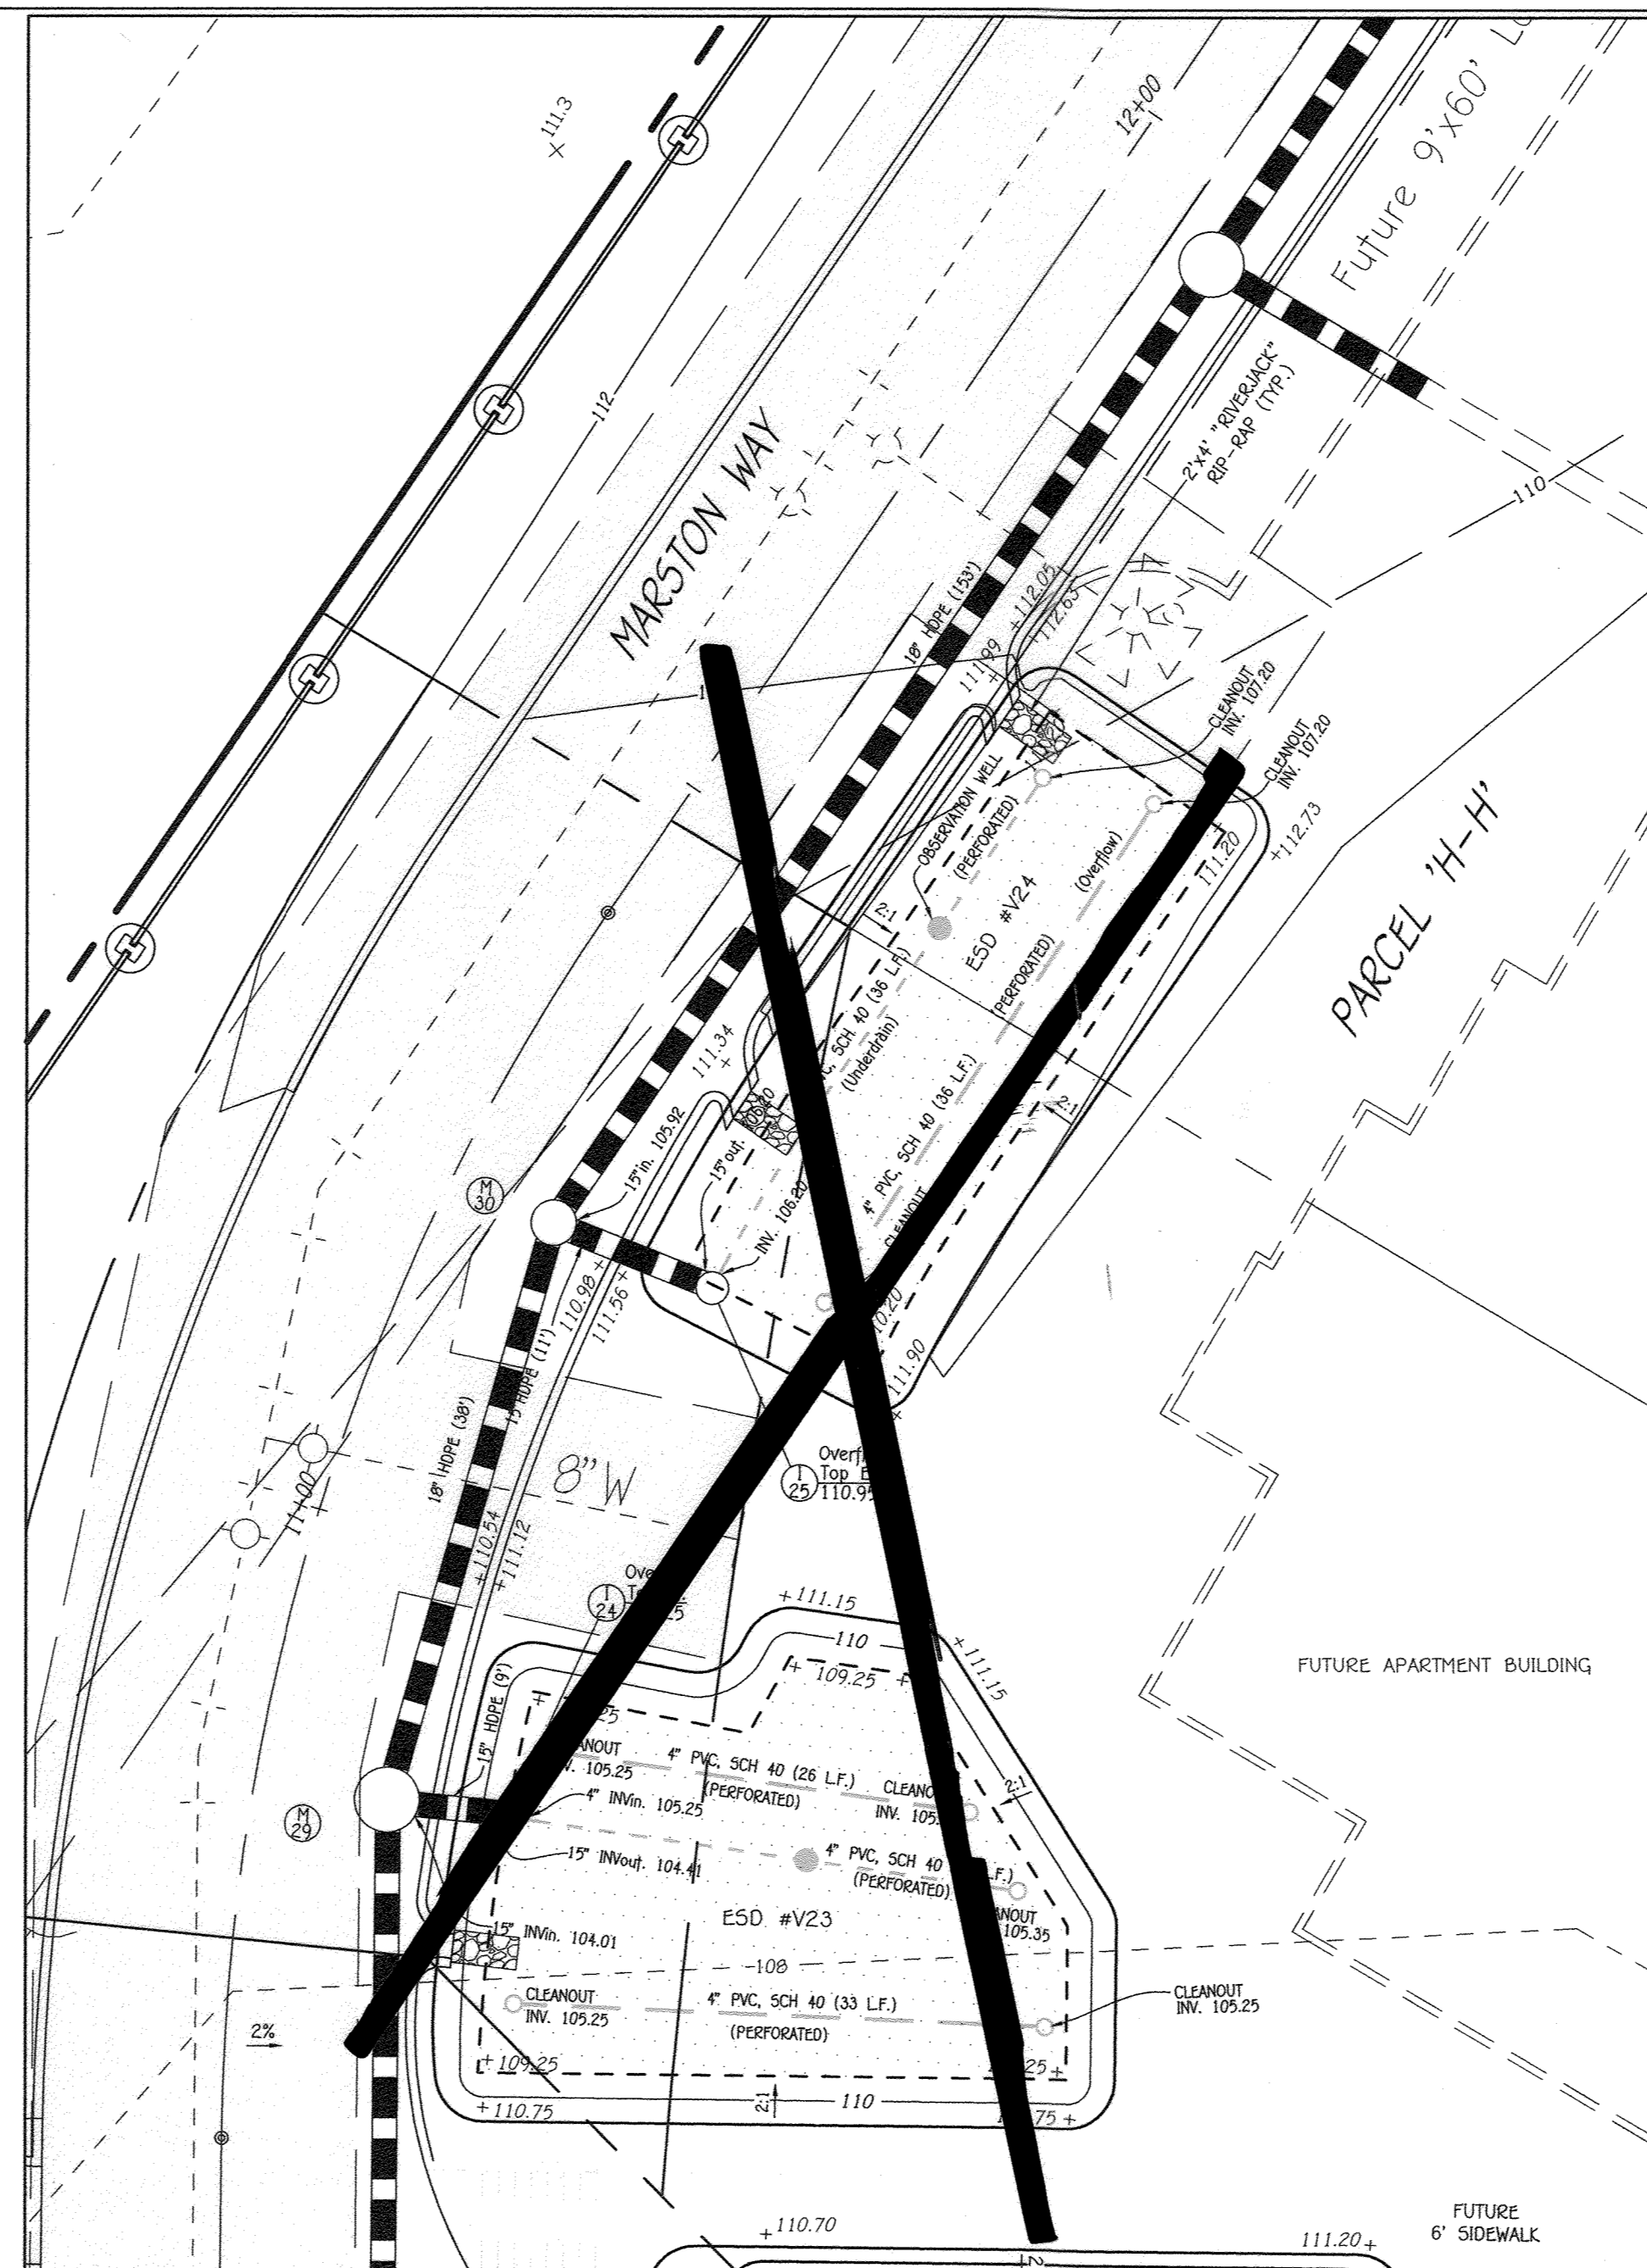 111.3
12+00
Future 9'x60'
112
MARSTON WAY
2'x4' "RIVERJACK"
RIP-RAP (TYP.)
110
18" HDPE (153')
111.99
112.05
112.63
CLEANOUT
INV. 107.20
CLEANOUT
INV. 107.20
OBSERVATION WELL
(PERFORATED)
(Overflow)
111.20
112.73
PARCEL 'H-H'
2:1
ESD #V24
SCH. 40 (36 L.F.)
(Underdrain)
(PERFORATED)
4" PVC, SCH 40 (36 L.F.)
2:1
CLEANOUT
111.34
15"in. 105.92
15"out.
INV. 106.20
M
30
110.98
111.56
111.90
15" HDPE (11')
18" HDPE (38')
8"W
11+00
110.54
111.12
I
25
Top
I
24
111.15
110
109.25
111.15
FUTURE APARTMENT BUILDING
15" HDPE (9')
105.25
4" PVC, SCH 40 (26 L.F.)
(PERFORATED)
INV.
2:1
4" INVin. 105.25
15" INVout. 104.41
4" PVC, SCH 40
(PERFORATED)
105.35
M
29
ESD #V23
15" INVin. 104.01
108
CLEANOUT
INV. 105.25
4" PVC, SCH 40 (33 L.F.)
(PERFORATED)
CLEANOUT
INV. 105.25
2%
109.25
110.75
2:1
110
110.70
111.20
FUTURE
6' SIDEWALK